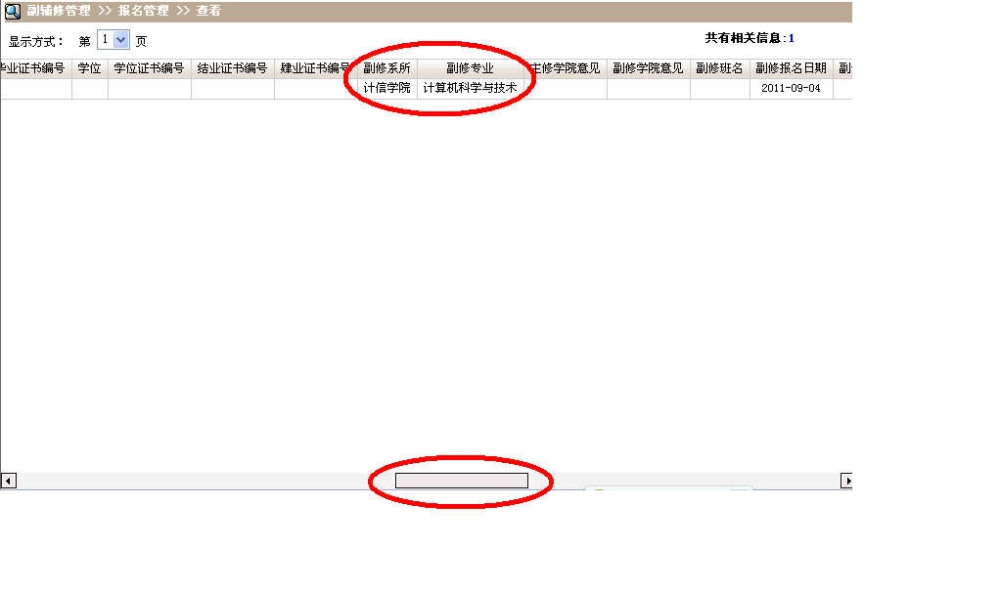 副辅修管理 >> 报名管理 >> 查看
显示方式： 第 1 页 共有相关信息:1
毕业证书编号 学位 学位证书编号 结业证书编号 肄业证书编号 副修系所 副修专业 主修学院意见 副修学院意见 副修班名 副修报名日期 副
计信学院 计算机科学与技术 2011-09-04